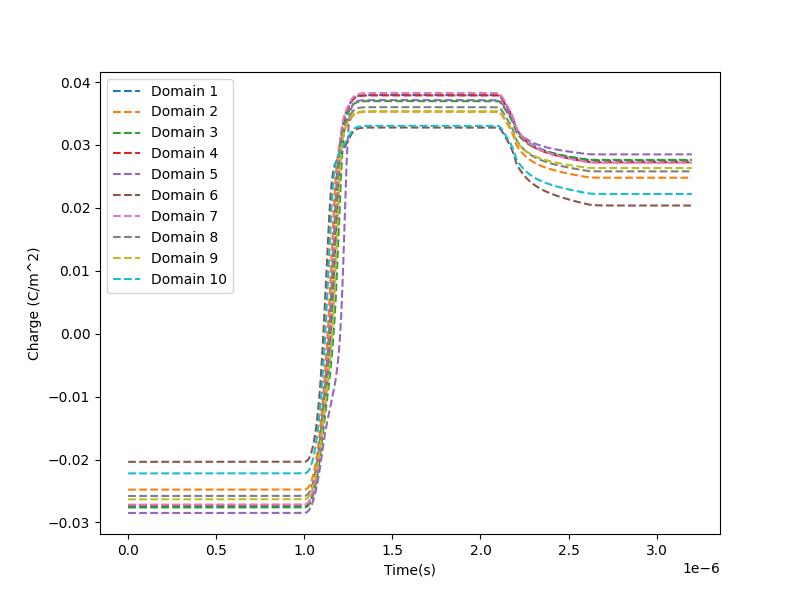 0.04
0.03
0.02
0.01
0.00
−0.01
−0.02
−0.03
Charge (C/m^2)
Domain 1
Domain 2
Domain 3
Domain 4
Domain 5
Domain 6
Domain 7
Domain 8
Domain 9
Domain 10
0.0 0.5 1.0 1.5 2.0 2.5 3.0
1e−6
Time(s)